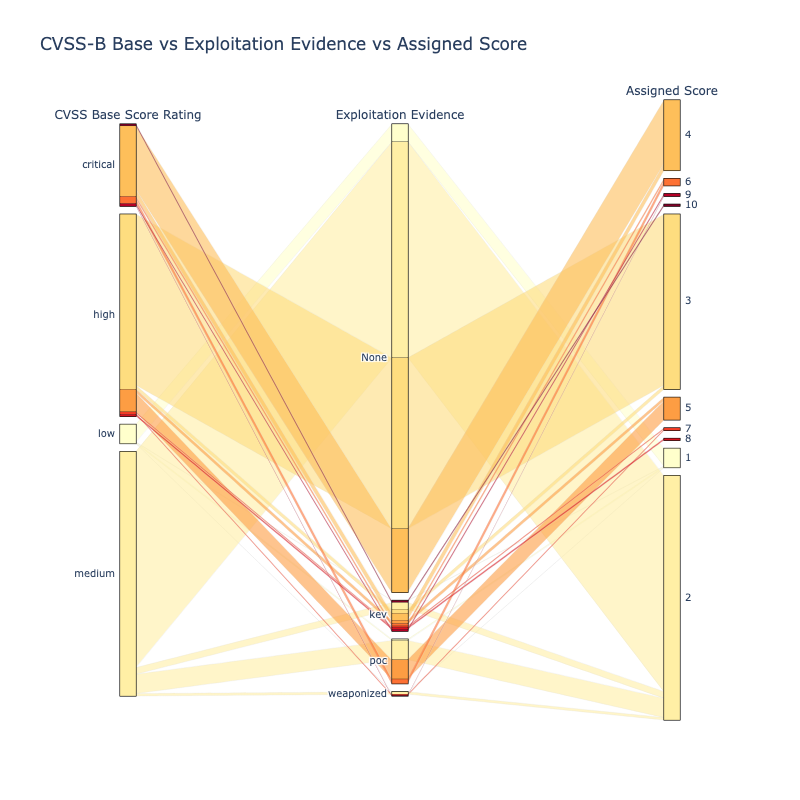 CVSS-B Base vs Exploitation Evidence vs Assigned Score
CVSS Base Score Rating
Exploitation Evidence
Assigned Score
critical
high
low
medium
None
kev
poc
weaponized
4
6
9
10
3
5
7
8
1
2